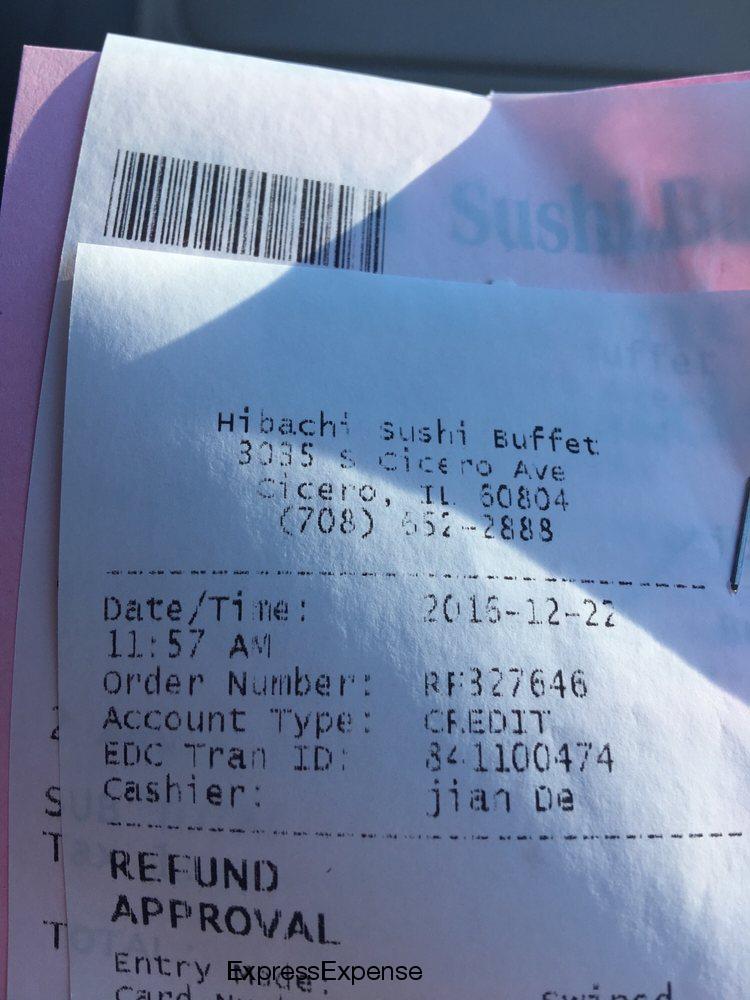 Sushi Bu
Hibachi Sushi Buffet
3035 S Cicero Ave
Cicero, IL 60804
(708) 652-2888
Date/Time: 2016-12-22
11:57 AM
Order Number: RF327646
Account Type: CREDIT
EDC Tran ID: 841100474
Cashier: jian De
REFUND
APPROVAL
Entry Mode:
swiped
ExpressExpense